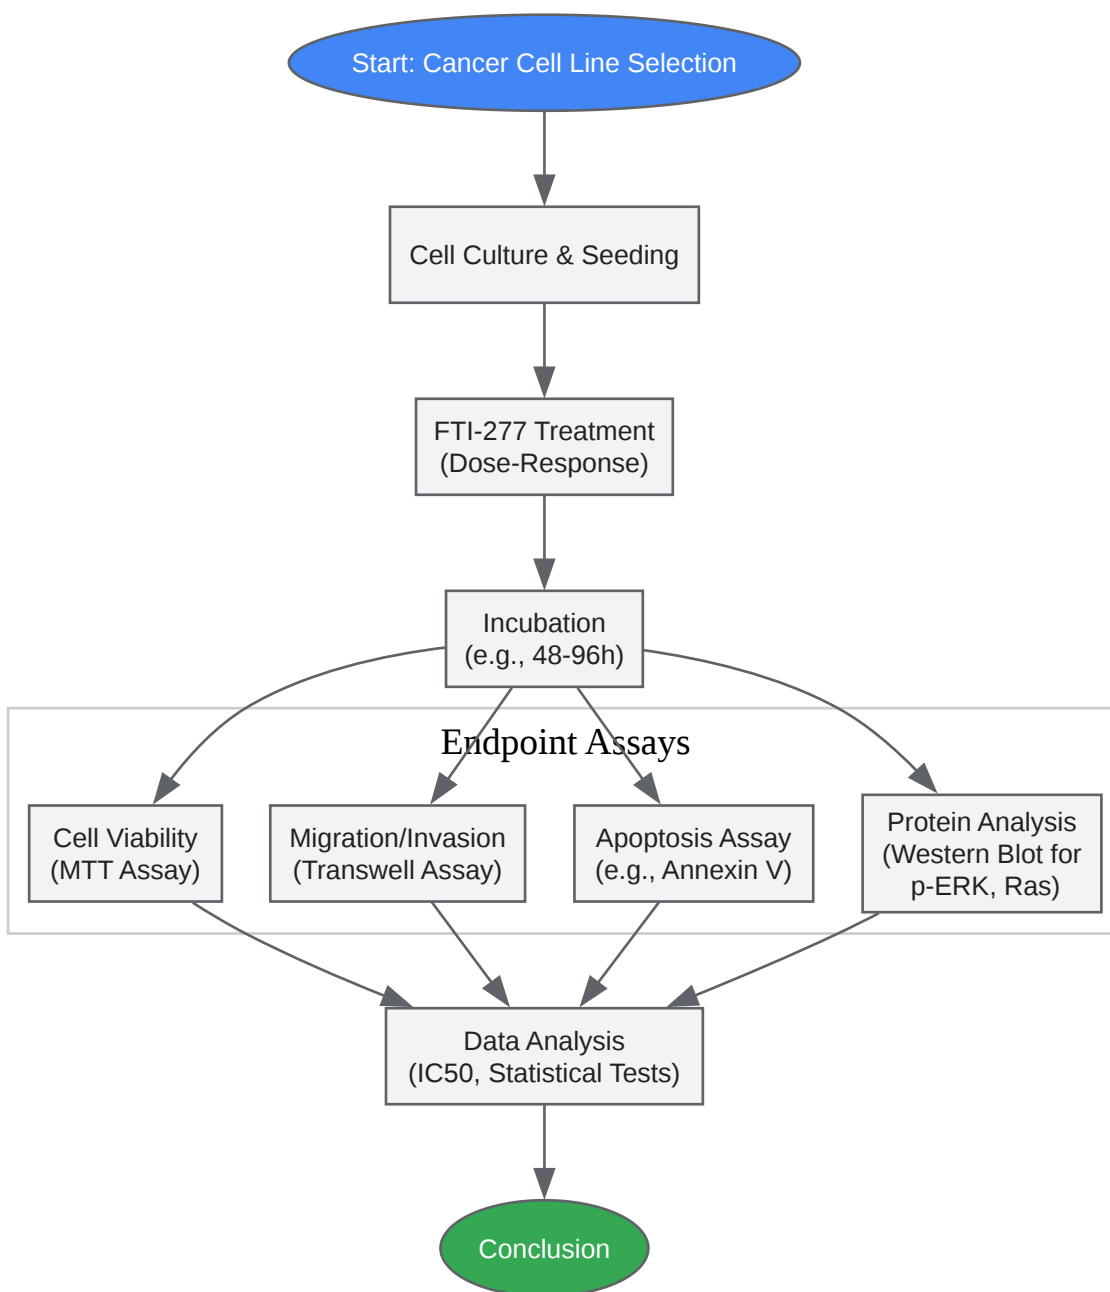 Start: Cancer Cell Line Selection
Cell Culture & Seeding
FTI-277 Treatment
(Dose-Response)
Incubation
(e.g., 48-96h)
Endpoint Assays
Cell Viability
(MTT Assay)
Migration/Invasion
(Transwell Assay)
Apoptosis Assay
(e.g., Annexin V)
Protein Analysis
(Western Blot for
p-ERK, Ras)
Data Analysis
(IC50, Statistical Tests)
Conclusion